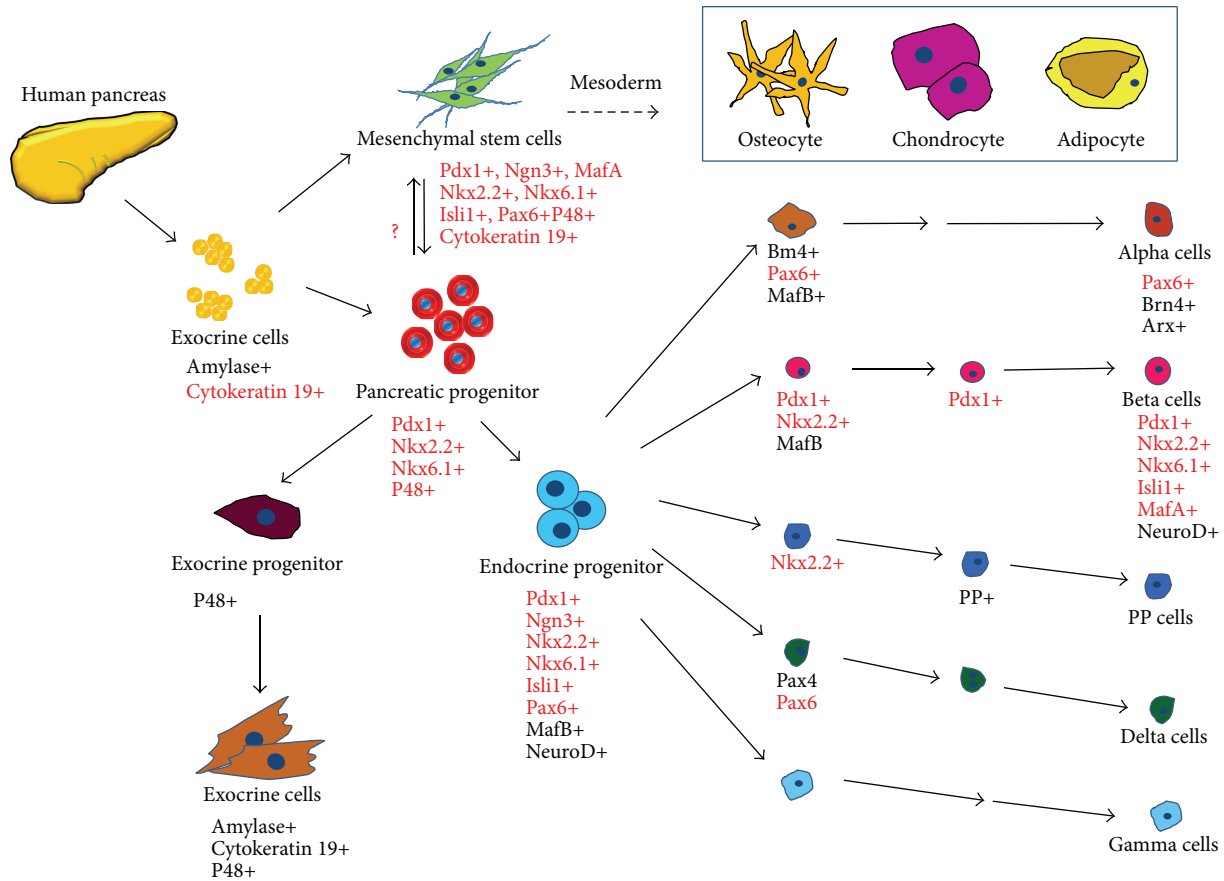 Human pancreas
Mesenchymal stem cells
Mesoderm
Osteocyte
Chondrocyte
Adipocyte
Pdx1+, Ngn3+, MafA
Nkx2.2+, Nkx6.1+
Isli1+, Pax6+P48+
Cytokeratin 19+
?
Exocrine cells
Amylase+
Cytokeratin 19+
Pancreatic progenitor
Pdx1+
Nkx2.2+
Nkx6.1+
P48+
Exocrine progenitor
P48+
Exocrine cells
Amylase+
Cytokeratin 19+
P48+
Endocrine progenitor
Pdx1+
Ngn3+
Nkx2.2+
Nkx6.1+
Isli1+
Pax6+
MafB+
NeuroD+
Bm4+
Pax6+
MafB+
Alpha cells
Pax6+
Brn4+
Arx+
Pdx1+
Nkx2.2+
MafB
Pdx1+
Beta cells
Pdx1+
Nkx2.2+
Nkx6.1+
Isli1+
MafA+
NeuroD+
Nkx2.2+
PP+
PP cells
Pax4
Pax6
Delta cells
Gamma cells